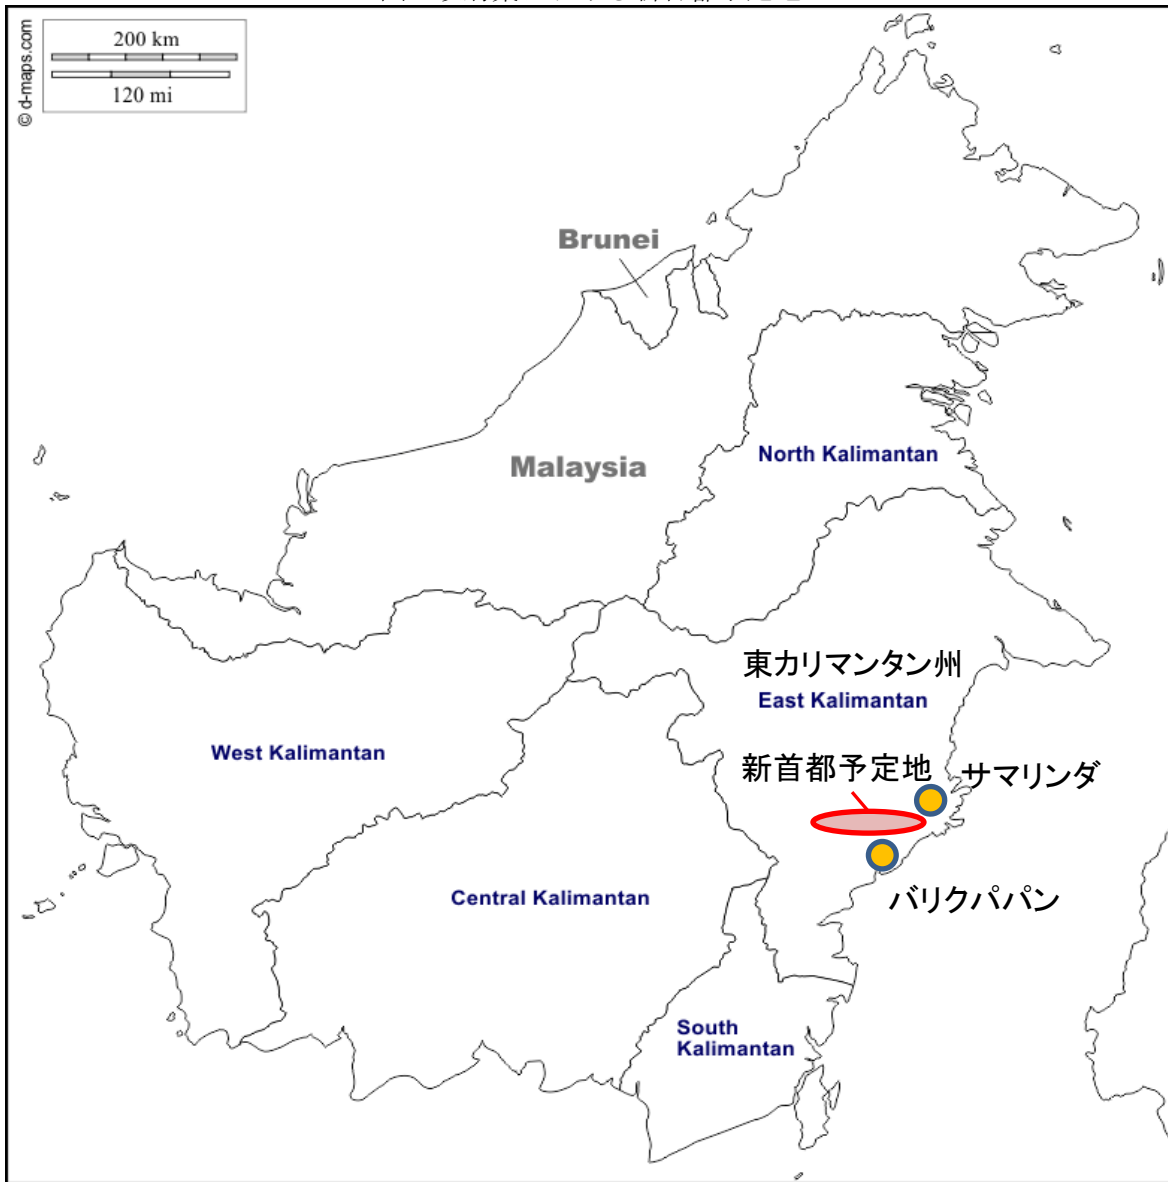 200 km
120 mi
© d-maps.com
Brunei
Malaysia
North Kalimantan
東カリマンタン州
East Kalimantan
West Kalimantan
新首都予定地
サマリンダ
Central Kalimantan
バリクパパン
South
Kalimantan